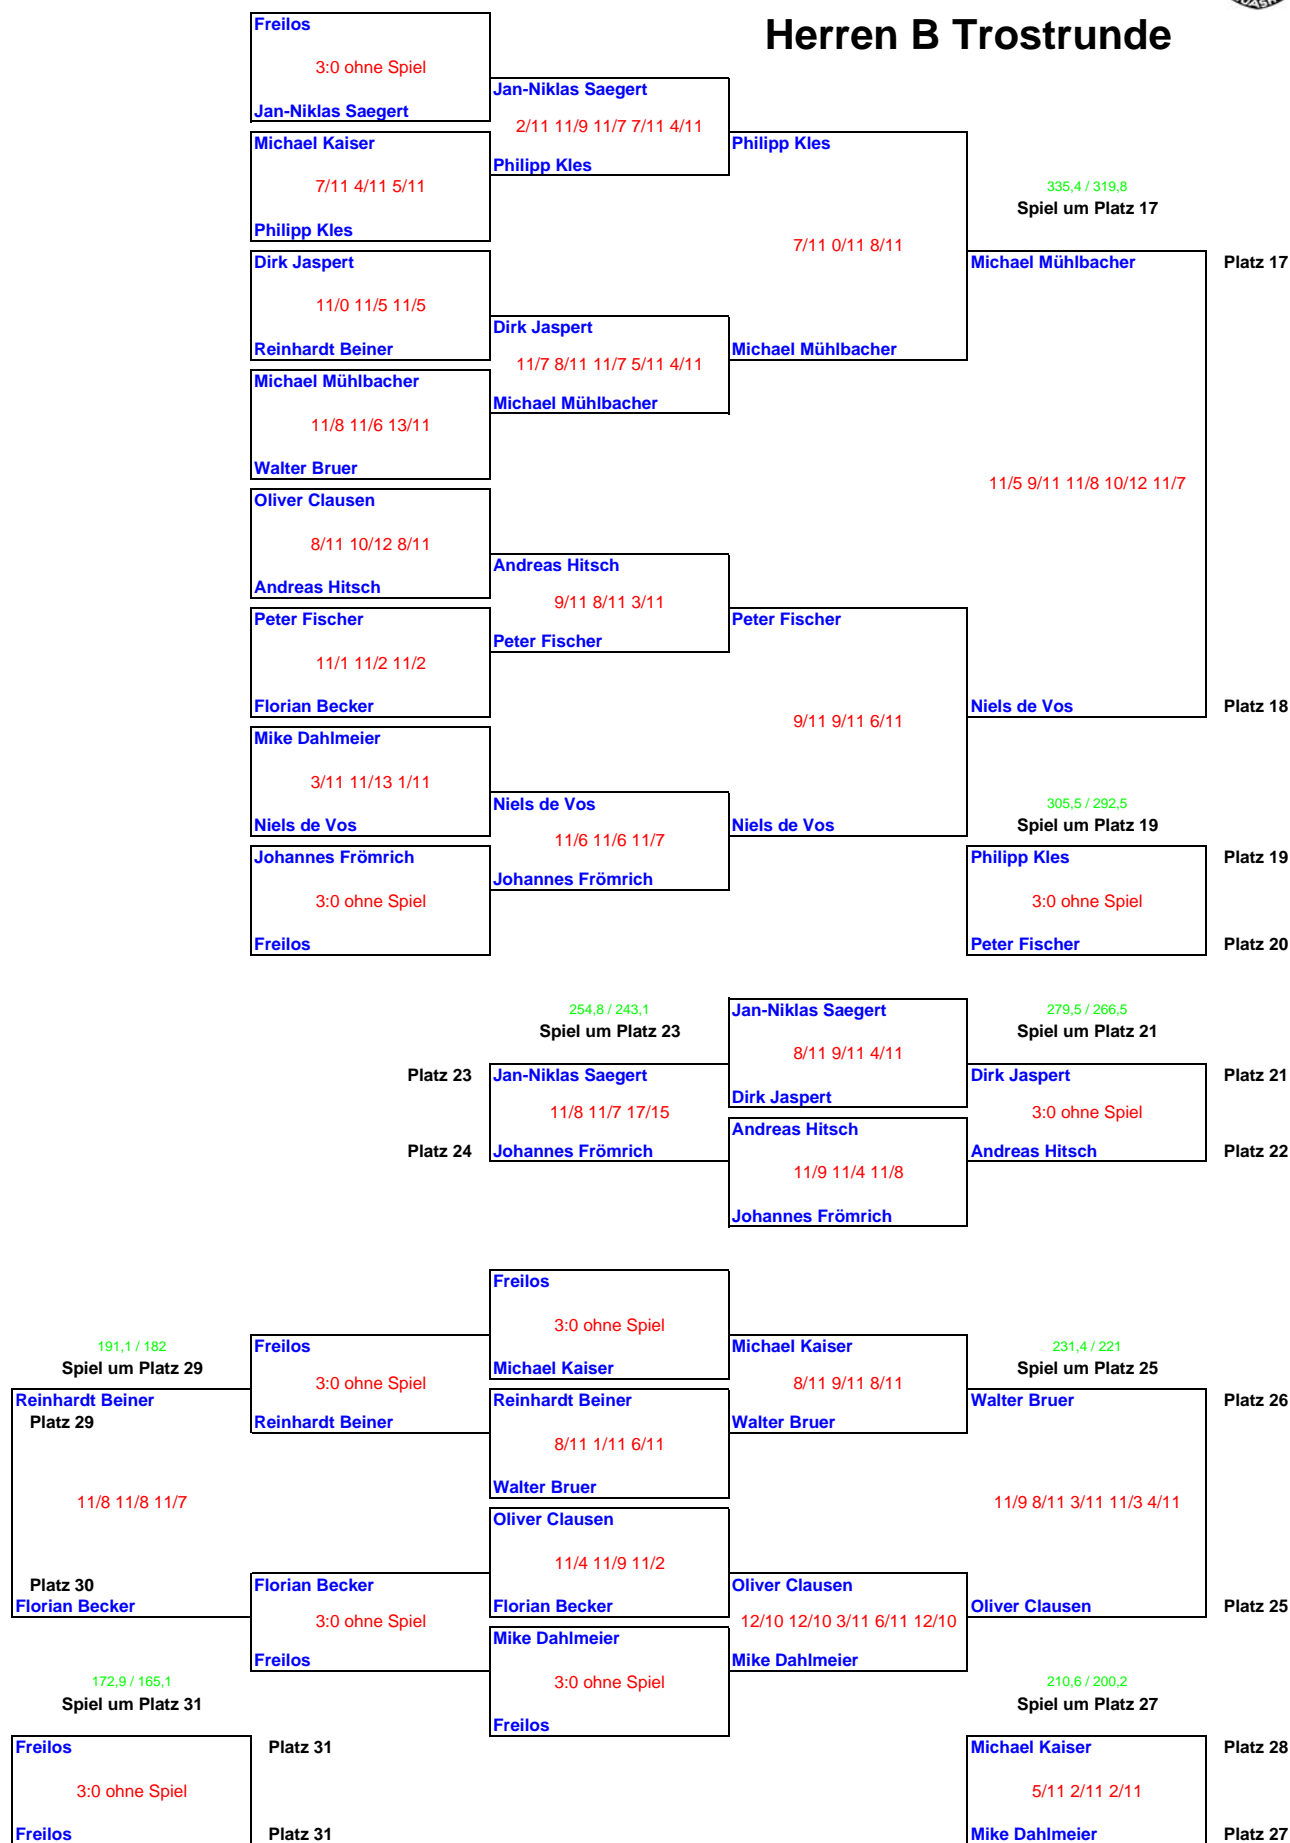 Herren B Trostrunde
Freilos
3:0 ohne Spiel
Jan-Niklas Saegert
Michael Kaiser
7/11 4/11 5/11
Philipp Kles
Dirk Jaspert
11/0 11/5 11/5
Reinhardt Beiner
Michael Mühlbacher
11/8 11/6 13/11
Walter Bruer
Oliver Clausen
8/11 10/12 8/11
Andreas Hitsch
Peter Fischer
11/1 11/2 11/2
Florian Becker
Mike Dahlmeier
3/11 11/13 1/11
Niels de Vos
Johannes Frömrich
3:0 ohne Spiel
Freilos
Jan-Niklas Saegert
2/11 11/9 11/7 7/11 4/11
Philipp Kles
Dirk Jaspert
11/7 8/11 11/7 5/11 4/11
Michael Mühlbacher
Andreas Hitsch
9/11 8/11 3/11
Peter Fischer
Niels de Vos
11/6 11/6 11/7
Johannes Frömrich
Philipp Kles
7/11 0/11 8/11
Michael Mühlbacher
Peter Fischer
9/11 9/11 6/11
Niels de Vos
335,4 / 319,8
Spiel um Platz 17
Michael Mühlbacher
Platz 17
11/5 9/11 11/8 10/12 11/7
Niels de Vos
Platz 18
305,5 / 292,5
Spiel um Platz 19
Philipp Kles
Platz 19
3:0 ohne Spiel
Peter Fischer
Platz 20
254,8 / 243,1
Spiel um Platz 23
Platz 23
Jan-Niklas Saegert
11/8 11/7 17/15
Platz 24
Johannes Frömrich
Jan-Niklas Saegert
8/11 9/11 4/11
Dirk Jaspert
Andreas Hitsch
11/9 11/4 11/8
Johannes Frömrich
279,5 / 266,5
Spiel um Platz 21
Dirk Jaspert
Platz 21
3:0 ohne Spiel
Andreas Hitsch
Platz 22
191,1 / 182
Spiel um Platz 29
Reinhardt Beiner
Platz 29
11/8 11/8 11/7
Platz 30
Florian Becker
Freilos
3:0 ohne Spiel
Reinhardt Beiner
Florian Becker
3:0 ohne Spiel
Freilos
Freilos
3:0 ohne Spiel
Michael Kaiser
Reinhardt Beiner
8/11 1/11 6/11
Walter Bruer
Oliver Clausen
11/4 11/9 11/2
Florian Becker
Mike Dahlmeier
3:0 ohne Spiel
Freilos
Michael Kaiser
8/11 9/11 8/11
Walter Bruer
Oliver Clausen
12/10 12/10 3/11 6/11 12/10
Mike Dahlmeier
231,4 / 221
Spiel um Platz 25
Walter Bruer
Platz 26
11/9 8/11 3/11 11/3 4/11
Oliver Clausen
Platz 25
172,9 / 165,1
Spiel um Platz 31
Freilos
Platz 31
3:0 ohne Spiel
Freilos
Platz 31
210,6 / 200,2
Spiel um Platz 27
Michael Kaiser
Platz 28
5/11 2/11 2/11
Mike Dahlmeier
Platz 27